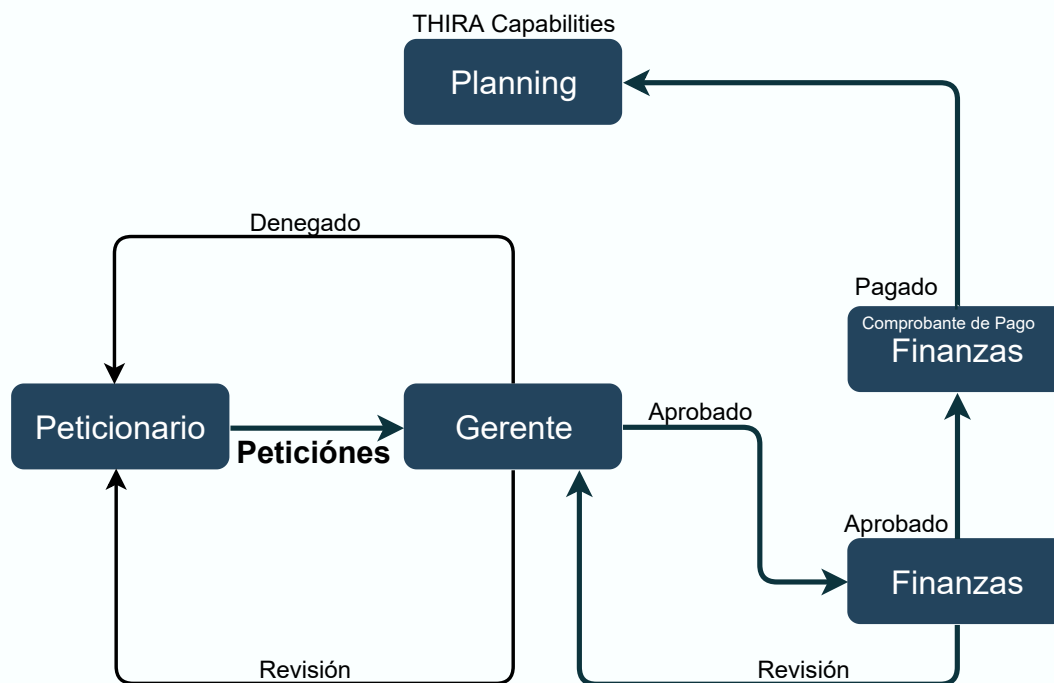 THIRA Capabilities
Planning
Denegado
Pagado
Comprobante de Pago
Finanzas
Peticionario
Peticiónes
Gerente
Aprobado
Aprobado
Finanzas
Revisión
Revisión